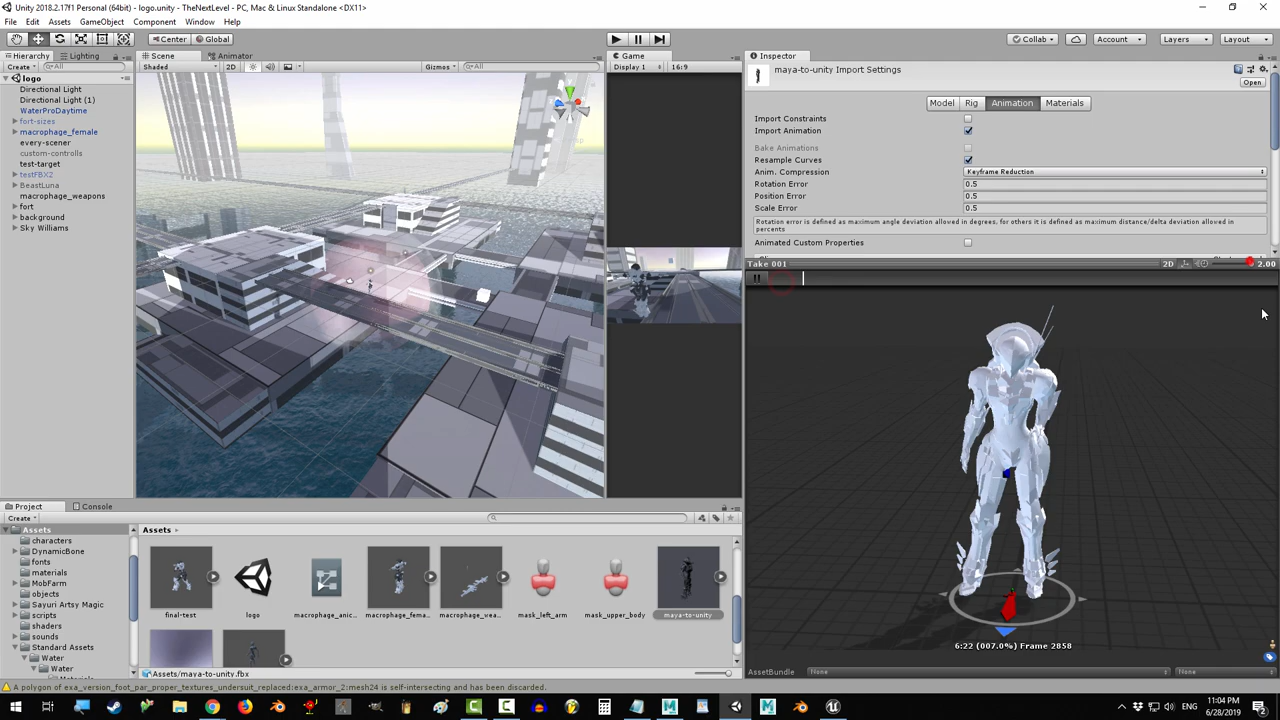 Unity 2018.2.17f1 Personal (64bit) - logo.unity - TheNextLevel - PC, Mac & Linux Standalone <DX11>
File Edit Assets GameObject Component Window Help
Center Global Collab Account Layers Layout
Hierarchy Lighting Scene Animator Game Inspector
Create All Shaded 2D Gizmos All Display 1 16:9
logo
Directional Light
Directional Light (1)
WaterProDaytime
fort-sizes
macrophage_female
every-scener
custom-controlls
test-target
testFBX2
BeastLuna
macrophage_weapons
fort
background
Sky Williams
maya-to-unity Import Settings
Open
Model Rig Animation Materials
Import Constraints
Import Animation
Bake Animations
Resample Curves
Anim. Compression Keyframe Reduction
Rotation Error 0.5
Position Error 0.5
Scale Error 0.5
Rotation error is defined as maximum angle deviation allowed in degrees, for others it is defined as maximum distance/delta deviation allowed in
percents
Animated Custom Properties
Take 001 2D 2.00
6:22 (007.0%) Frame 2858
AssetBundle None None
Project Console
Create
Assets
characters
DynamicBone
fonts
materials
MobFarm
objects
Sayuri Artsy Magic
scripts
shaders
sounds
Standard Assets
Water
Water
Assets
final-test logo macrophage_anic... macrophage_fema... macrophage_wea... mask_left_arm mask_upper_body maya-to-unity
Assets/maya-to-unity.fbx
A polygon of exa_version_foot_par_proper_textures_undersuit_replaced:exa_armor_2:mesh24 is self-intersecting and has been discarded.
ENG 11:04 PM
6/28/2019